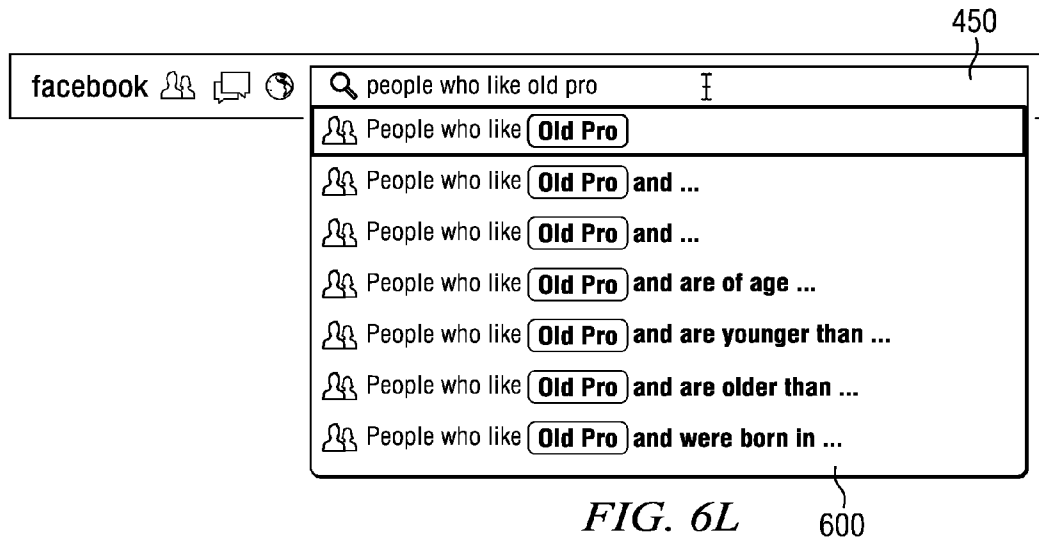 450
facebook people who like old pro
People who like Old Pro
People who like Old Pro and ...
People who like Old Pro and ...
People who like Old Pro and are of age ...
People who like Old Pro and are younger than ...
People who like Old Pro and are older than ...
People who like Old Pro and were born in ...
FIG. 6L 600